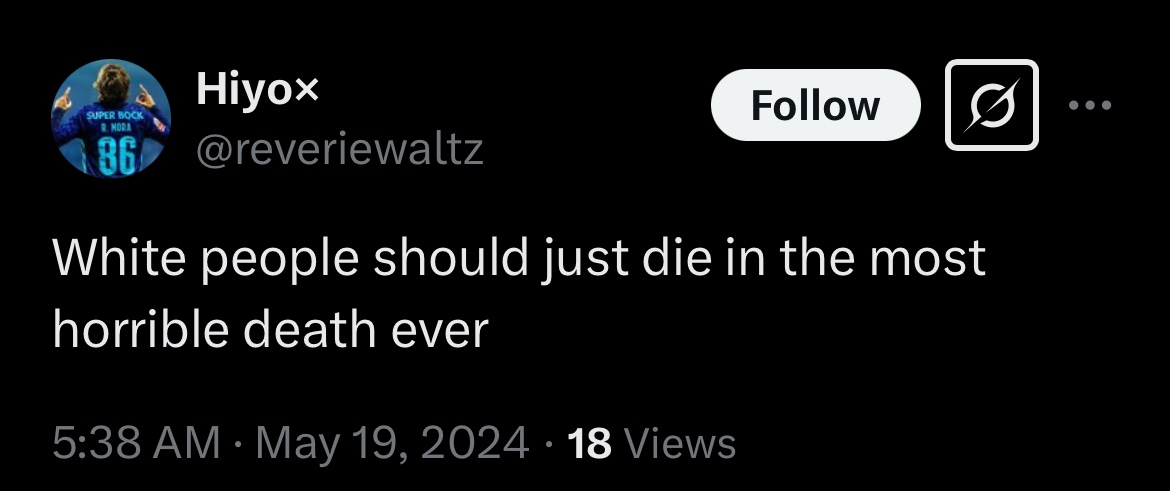 SUPER BOCK
R. MORA
86
Hiyo×
@reveriewaltz
Follow
White people should just die in the most
horrible death ever
5:38 AM · May 19, 2024 · 18 Views